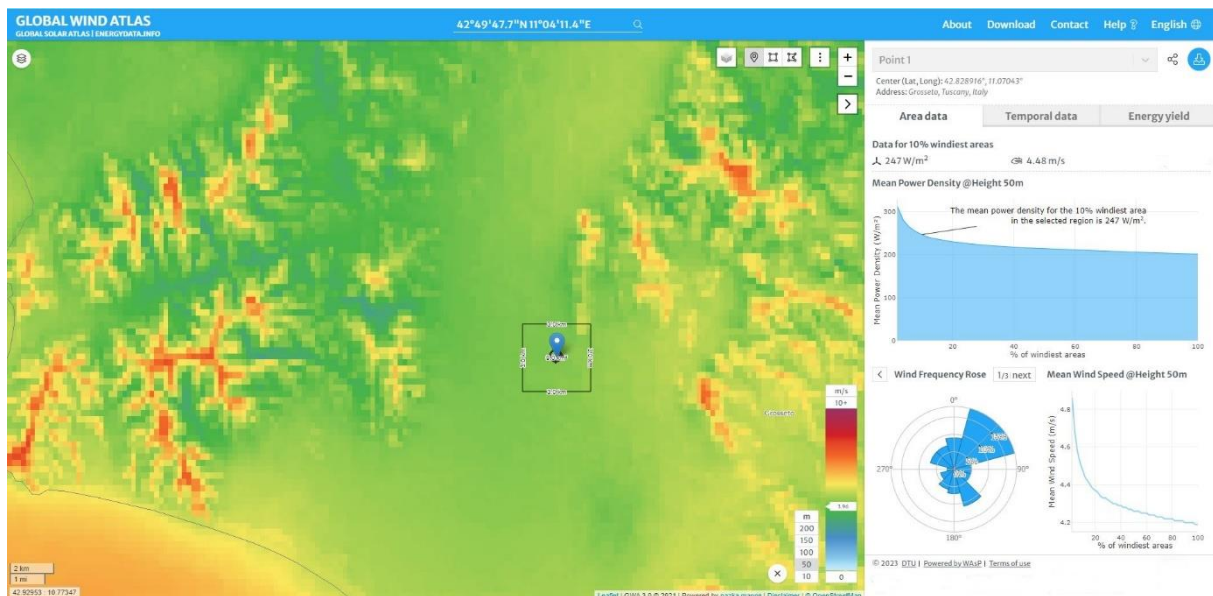 GLOBAL WIND ATLAS
GLOBAL SOLAR ATLAS | ENERGYDATA.INFO
42°49'47.7"N 11°04'11.4"E
About Download Contact Help English
Point 1
Center (Lat, Long): 42.828916°, 11.07043°
Address: Grosseto, Tuscany, Italy
Area data Temporal data Energy yield
Data for 10% windiest areas
247 W/m² 4.48 m/s
Mean Power Density @Height 50m
The mean power density for the 10% windiest area
in the selected region is 247 W/m².
Mean Power Density (W/m²)
300
200
100
0
20 40 60 80 100
% of windiest areas
< Wind Frequency Rose 1/3 next Mean Wind Speed @Height 50m
0°
90°
180°
270°
Mean Wind Speed (m/s)
4.8
4.6
4.4
4.2
20 40 60 80 100
% of windiest areas
© 2023 DTU | Powered by WAsP | Terms of use
+
−
Grosseto
m/s
10+
0
m
200
150
100
50
10
2 km
1 mi
42.92953 : 10.77347